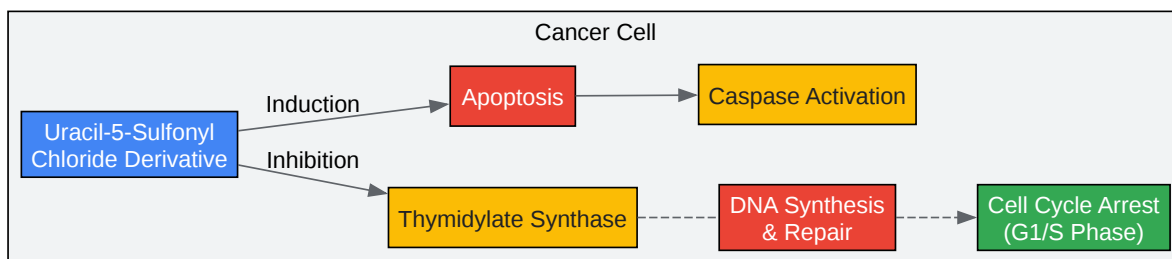 Cancer Cell
Uracil-5-Sulfonyl
Chloride Derivative
Induction
Apoptosis
Caspase Activation
Inhibition
Thymidylate Synthase
DNA Synthesis
& Repair
Cell Cycle Arrest
(G1/S Phase)